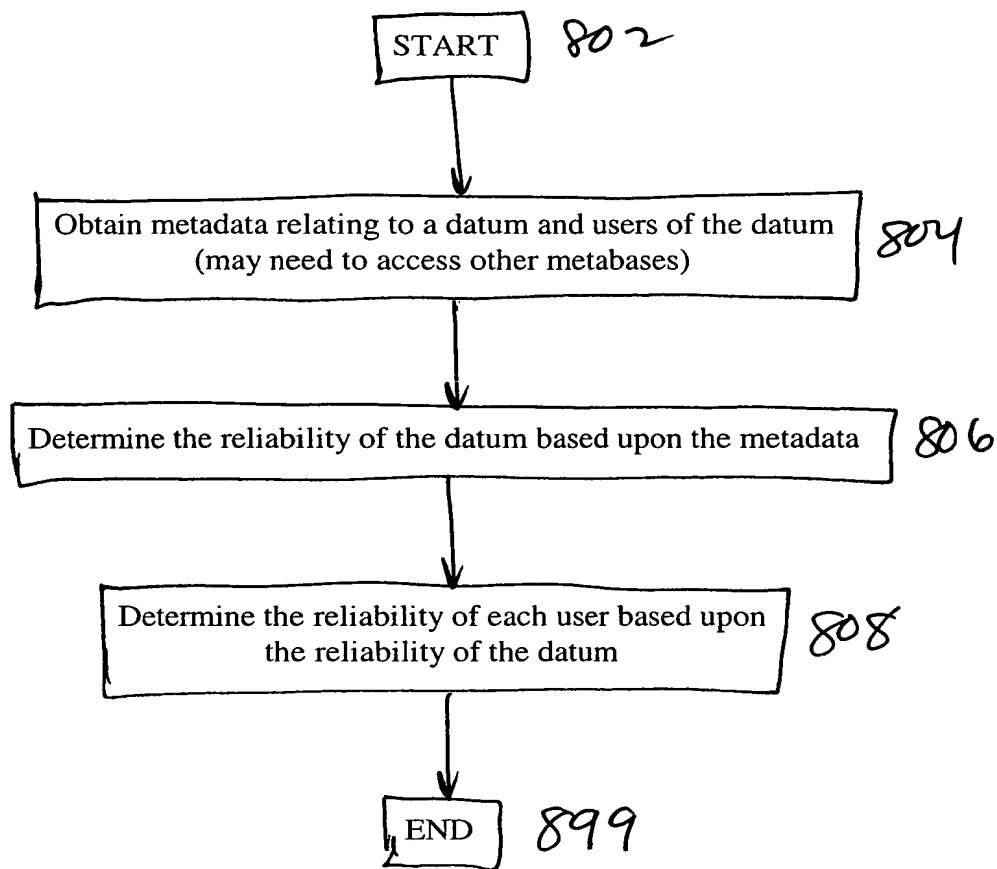 START 802
Obtain metadata relating to a datum and users of the datum
(may need to access other metabases) 804
Determine the reliability of the datum based upon the metadata 806
Determine the reliability of each user based upon
the reliability of the datum 808
END 899